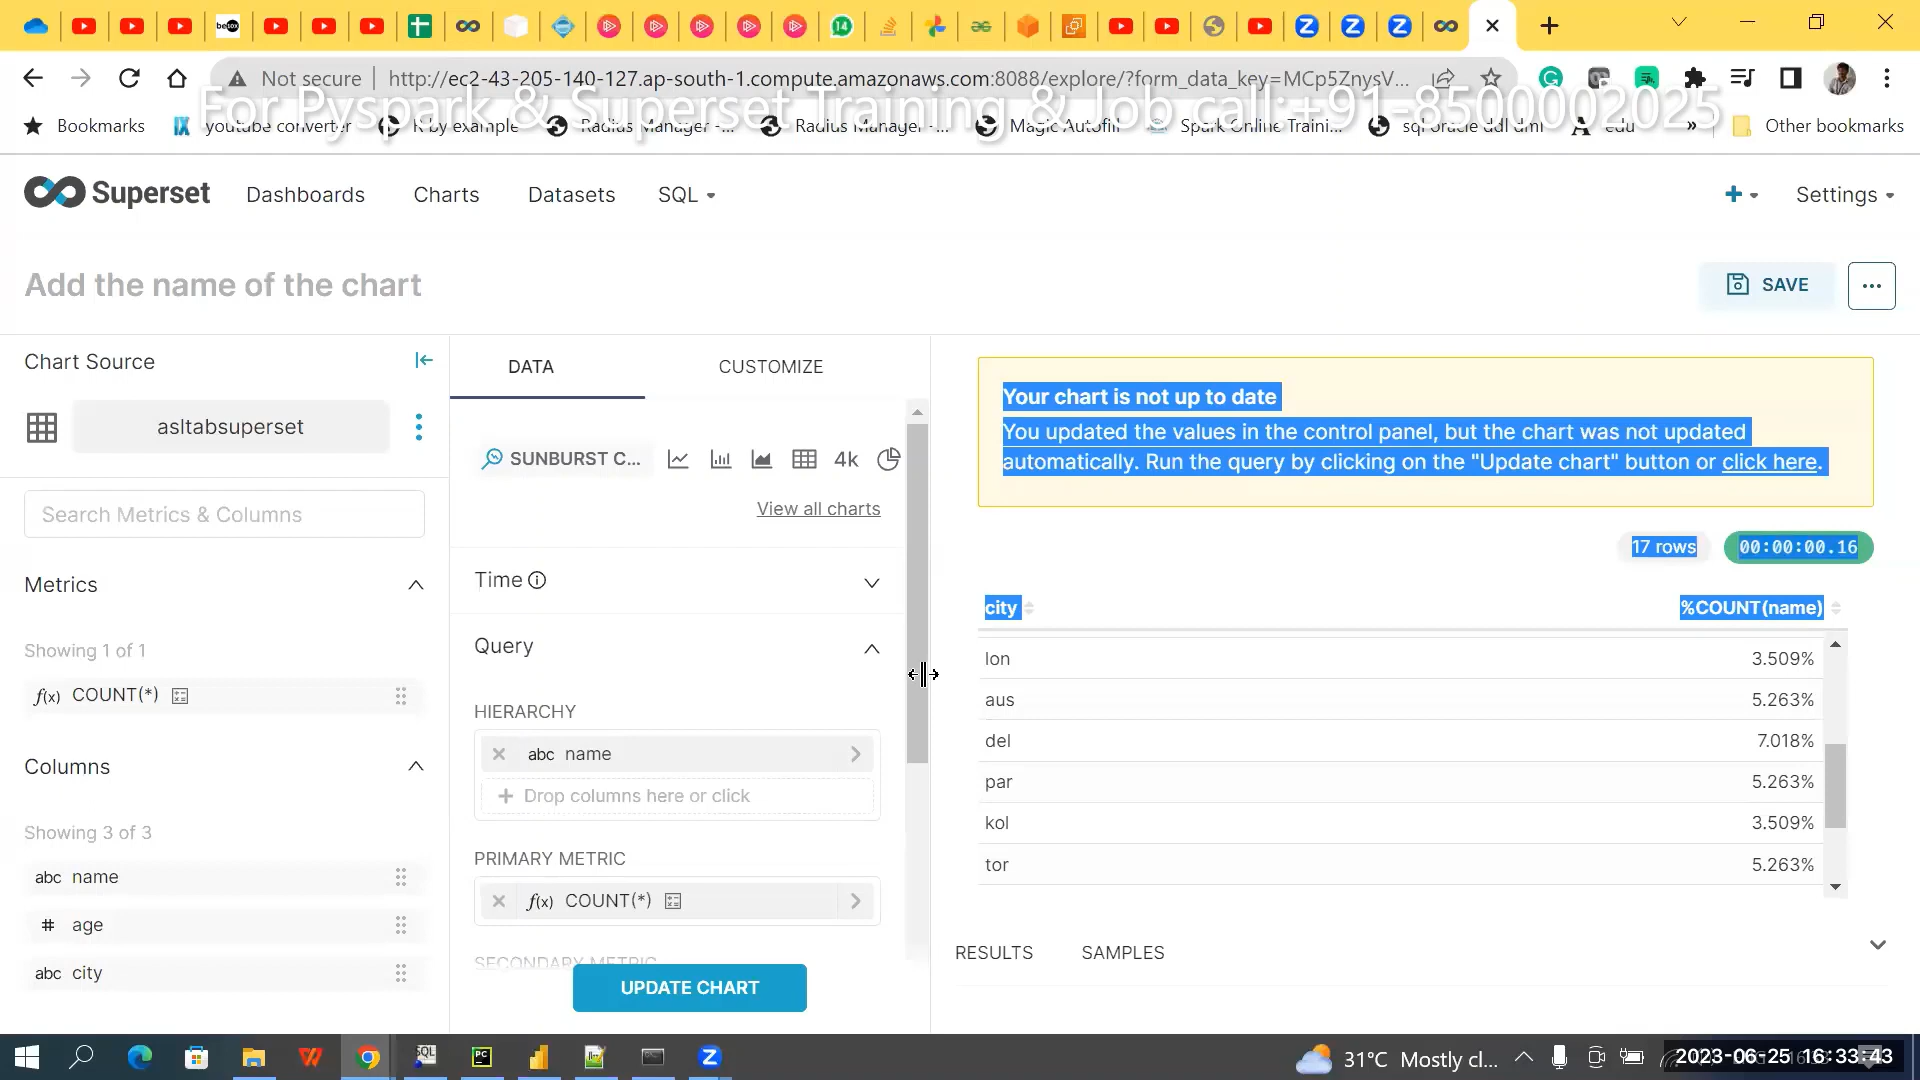 14
Not secure | http://ec2-43-205-140-127.ap-south-1.compute.amazonaws.com:8088/explore/?form_data_key=MCp5ZnysV...
For Pyspark & Superset Training & Job call:+91-8500002025
Bookmarks youtube converter R by example Radius Manager -... Radius Manager -... Magic Autofill Spark Online Traini... sql oracle ddl dml edu » Other bookmarks
Superset Dashboards Charts Datasets SQL + Settings
Add the name of the chart SAVE ...
Chart Source
asltabsuperset
Search Metrics & Columns
Metrics
Showing 1 of 1
f(x) COUNT(*)
Columns
Showing 3 of 3
abc name
# age
abc city
DATA CUSTOMIZE
SUNBURST C... 4k
View all charts
Time
Query
HIERARCHY
abc name
+ Drop columns here or click
PRIMARY METRIC
f(x) COUNT(*)
SECONDARY METRIC
UPDATE CHART
Your chart is not up to date
You updated the values in the control panel, but the chart was not updated
automatically. Run the query by clicking on the "Update chart" button or click here.
17 rows 00:00:00.16
city %COUNT(name)
lon 3.509%
aus 5.263%
del 7.018%
par 5.263%
kol 3.509%
tor 5.263%
RESULTS SAMPLES
31°C Mostly cl... 2023-06-25 16:33:43